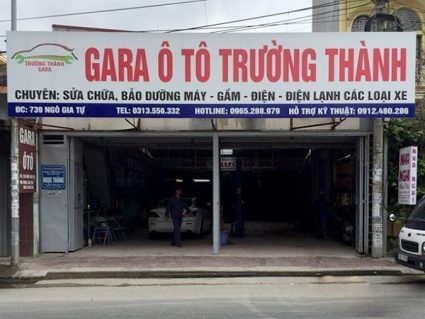 TRƯỜNG THÀNH
GARA
GARA Ô TÔ TRƯỜNG THÀNH
CHUYÊN: SỬA CHỮA, BẢO DƯỠNG MÁY - GẦM - ĐIỆN - ĐIỆN LẠNH CÁC LOẠI XE
ĐC: 739 NGÔ GIA TỰ TEL: 0313.556.332 HOTLINE: 0965.288.979 HỖ TRỢ KỸ THUẬT: 0912.480.286
GARA
ÔTÔ